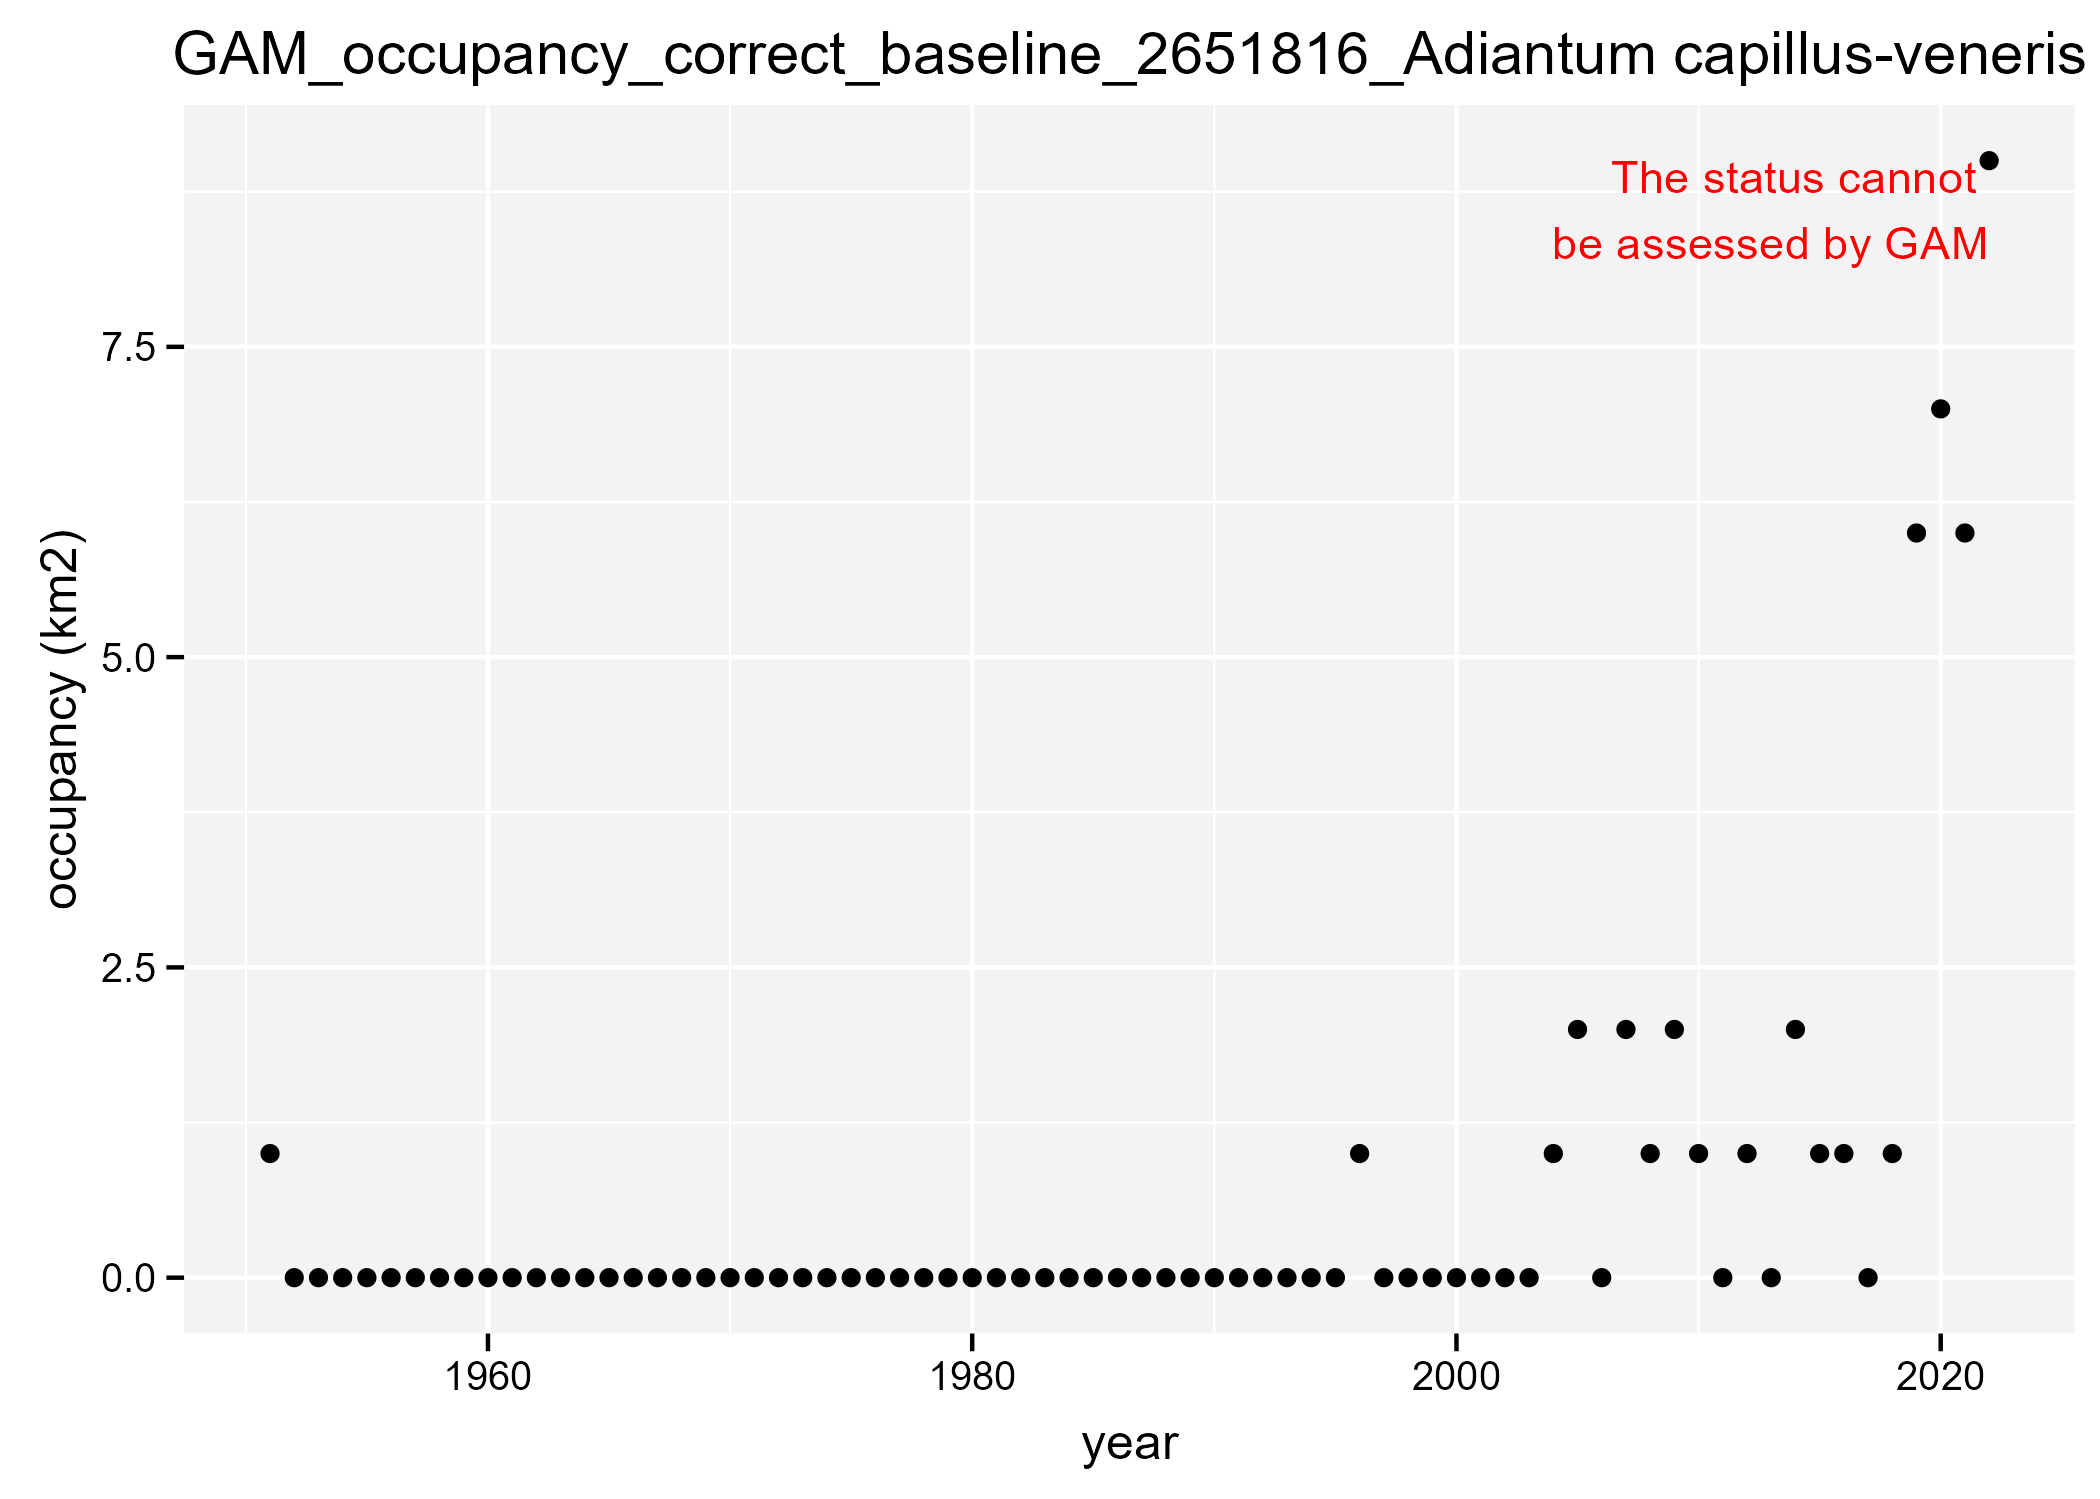 GAM_occupancy_correct_baseline_2651816_Adiantum capillus-veneris
The status cannot
be assessed by GAM
occupancy (km2)
7.5
5.0
2.5
0.0
1960 1980 2000 2020
year